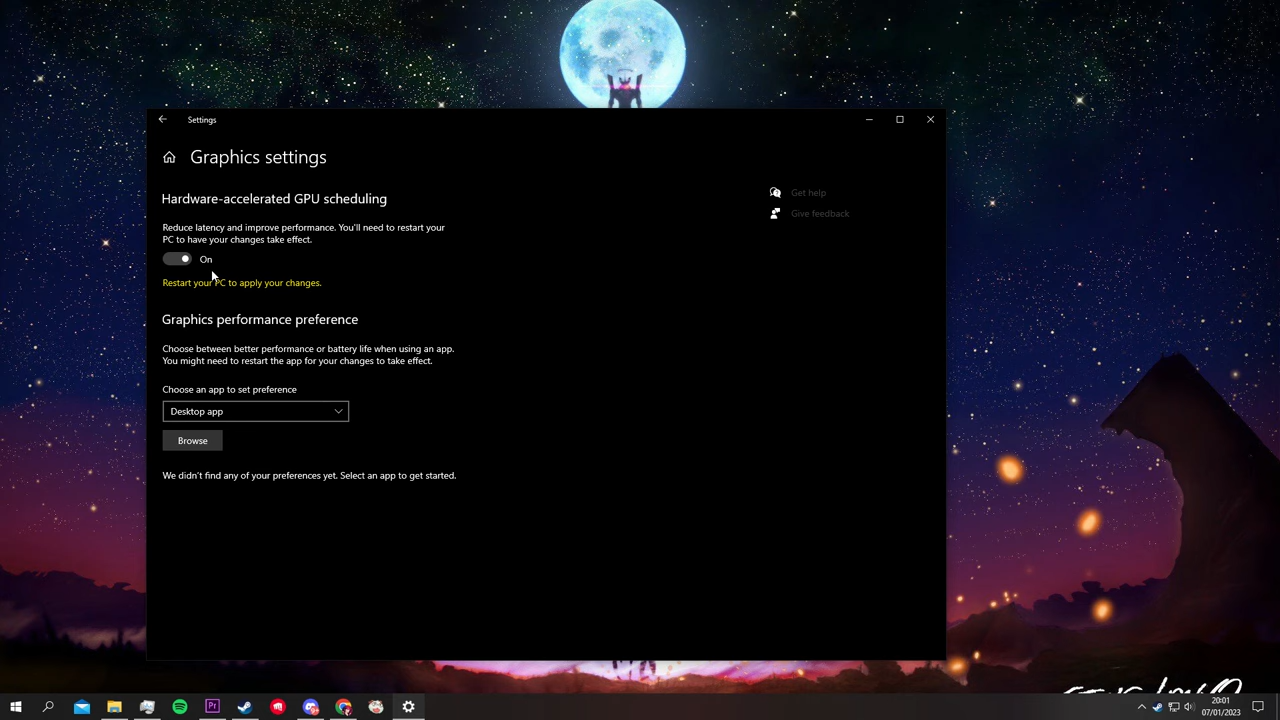 Settings
Graphics settings
Hardware-accelerated GPU scheduling
Get help
Give feedback
Reduce latency and improve performance. You'll need to restart your
PC to have your changes take effect.
On
Restart your PC to apply your changes.
Graphics performance preference
Choose between better performance or battery life when using an app.
You might need to restart the app for your changes to take effect.
Choose an app to set preference
Desktop app
Browse
We didn't find any of your preferences yet. Select an app to get started.
Pr
20:01
07/01/2023